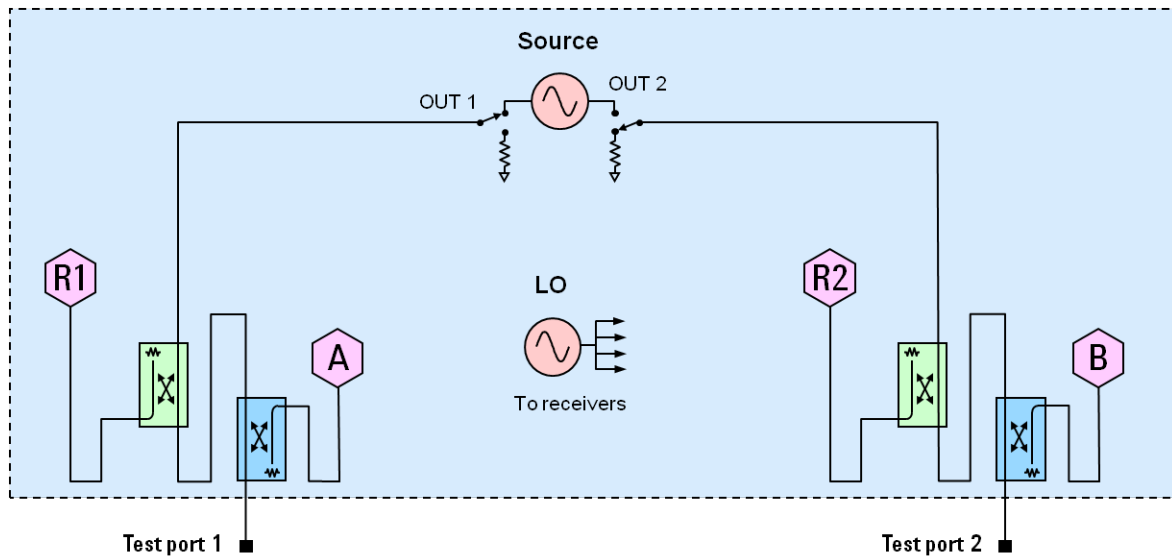 Source
OUT 1
OUT 2
R1
R2
LO
A
B
To receivers
Test port 1
Test port 2